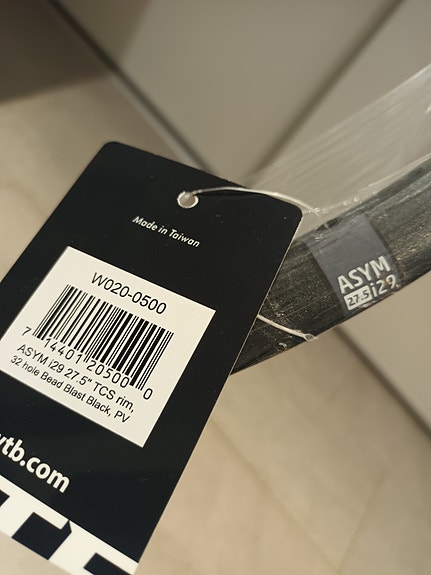 Made in Taiwan
W020-0500
7 14401 20500 0
ASYM i29 27.5" TCS rim,
32 hole Bead Blast Black, PV
tb.com
ASYM
27.5 i29